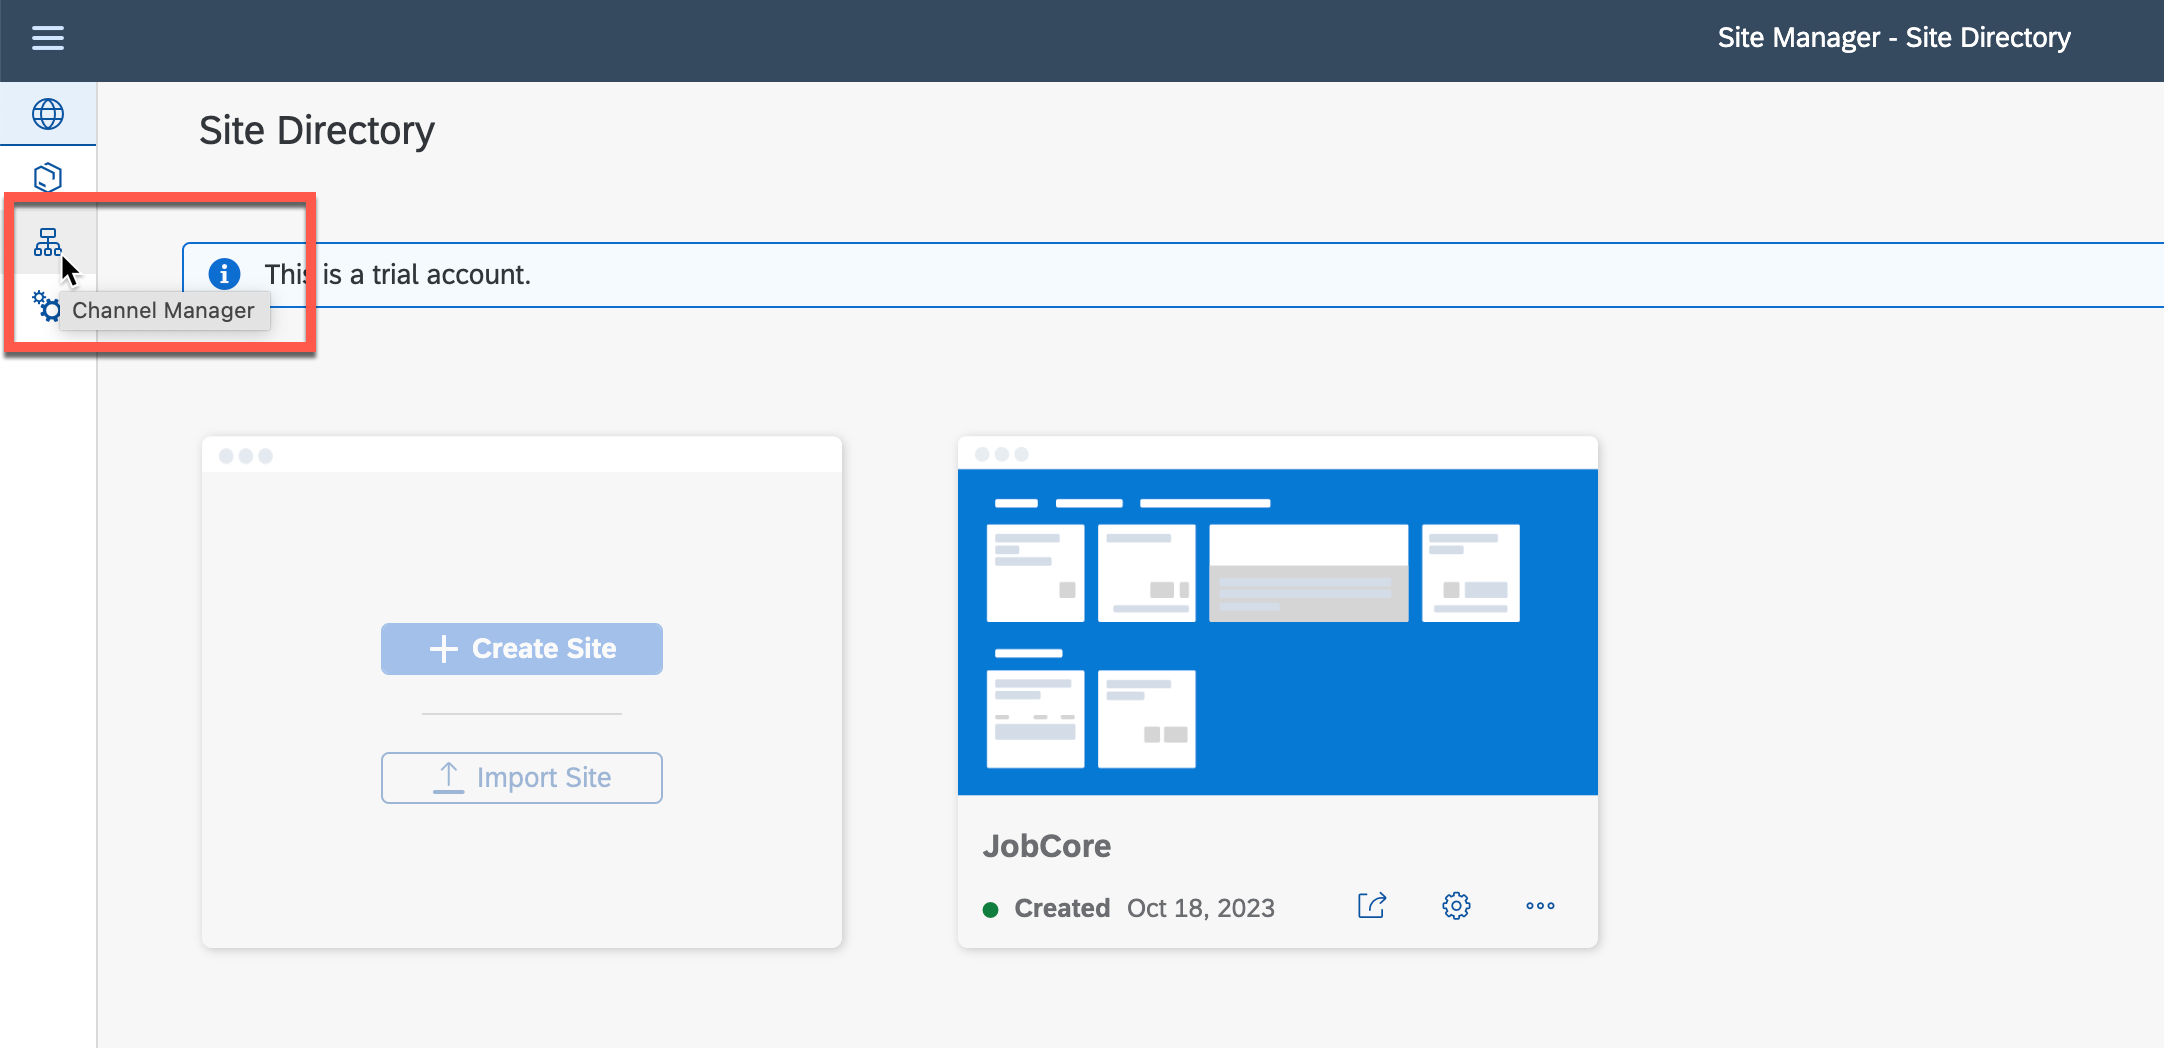 Site Manager - Site Directory
Site Directory
This is a trial account.
Channel Manager
Create Site
Import Site
JobCore
Created Oct 18, 2023